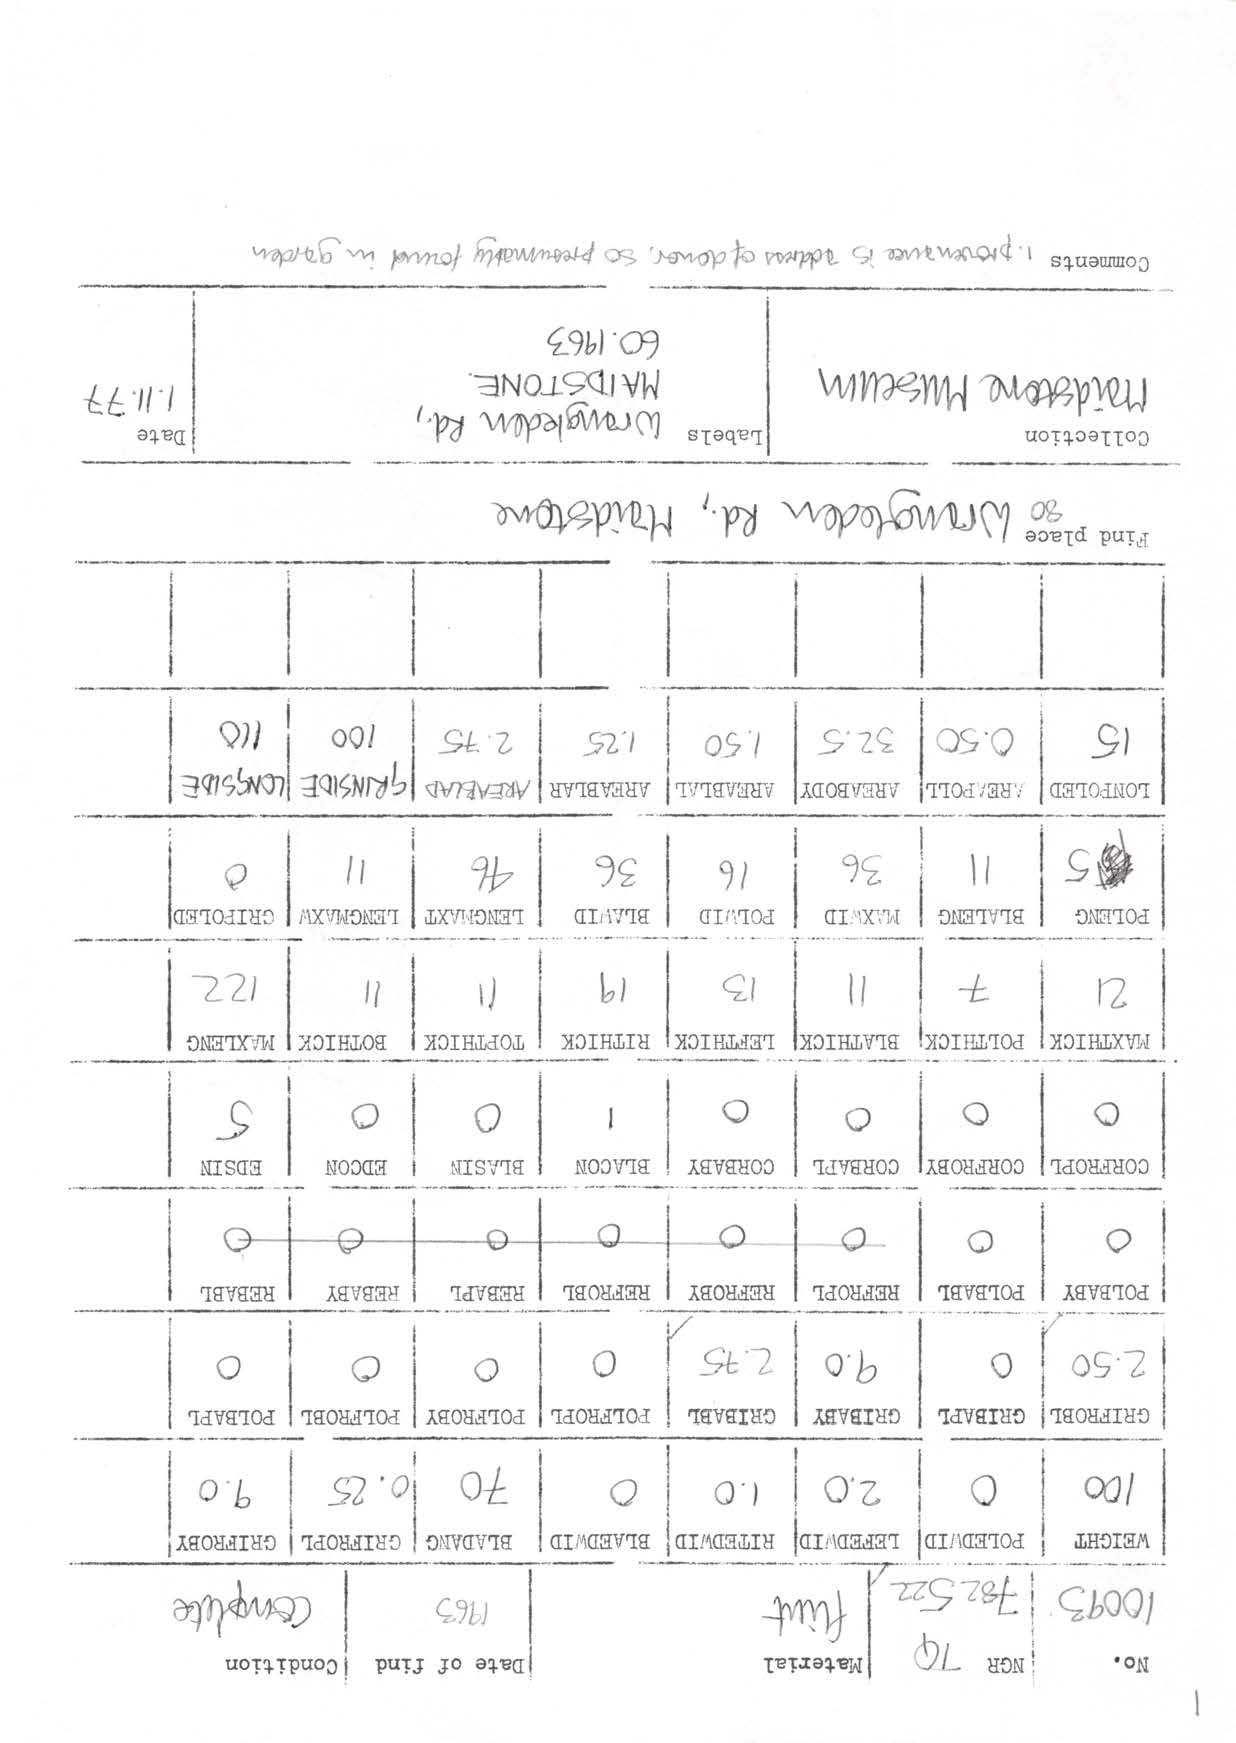 1
No. NGR TQ Material Date of find Condition
10093 782522 flint 1963 Complete
WEIGHT POLEDWID LEFEDWID RITEDWID BLAEDWID BLADANG GRIFROPL GRIFROBY
100 0 2.0 1.0 0 70 0.25 9.0
GRIFROBL GRIBAPL GRIBABY GRIBABL POLFROPL POLFROBY POLFROBL POLBAPL
2.50 0 9.0 2.75 0 0 0 0
POLBABY POLBABL REFROPL REFROBY REFROBL REBAPL REBABY REBABL
0 0 0 0 0 0 0 0
CORFROPL CORFROBY CORBAPL CORBABY BLACON BLASIN EDCON EDSIN
0 0 0 0 1 0 0 5
MAXTHICK POLTHICK BLATHICK LEFTHICK RITHICK TOPTHICK BOTHICK MAXLENG
21 7 11 13 19 11 11 122
POLENG BLALENG MAXWID POLWID BLAWID LENGMAXT LENGMAXW GRIPOLED
5 11 36 16 36 46 11 0
LONPOLED AREAPOLL AREABODY AREABLAL AREABLAR AREABLAD GRINSIDE LONGSIDE
15 0.50 32.5 1.50 1.25 2.75 100 110
Find place 80 Wrangleden Rd., Maidstone
Collection Labels Wrangleden Rd., Date
Maidstone Museum MAIDSTONE. 1.11.77
60.1963
Comments 1. provenance is address of donor, so presumably found in garden